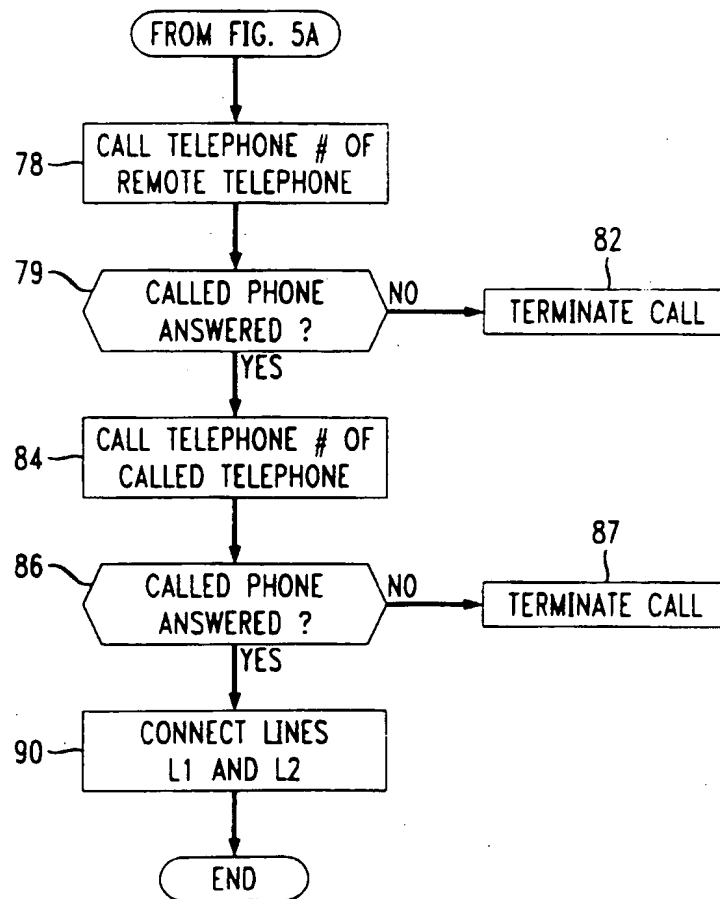 FROM FIG. 5A
78
CALL TELEPHONE # OF
REMOTE TELEPHONE
79
CALLED PHONE
ANSWERED ?
NO
82
TERMINATE CALL
YES
84
CALL TELEPHONE # OF
CALLED TELEPHONE
86
CALLED PHONE
ANSWERED ?
NO
87
TERMINATE CALL
YES
90
CONNECT LINES
L1 AND L2
END